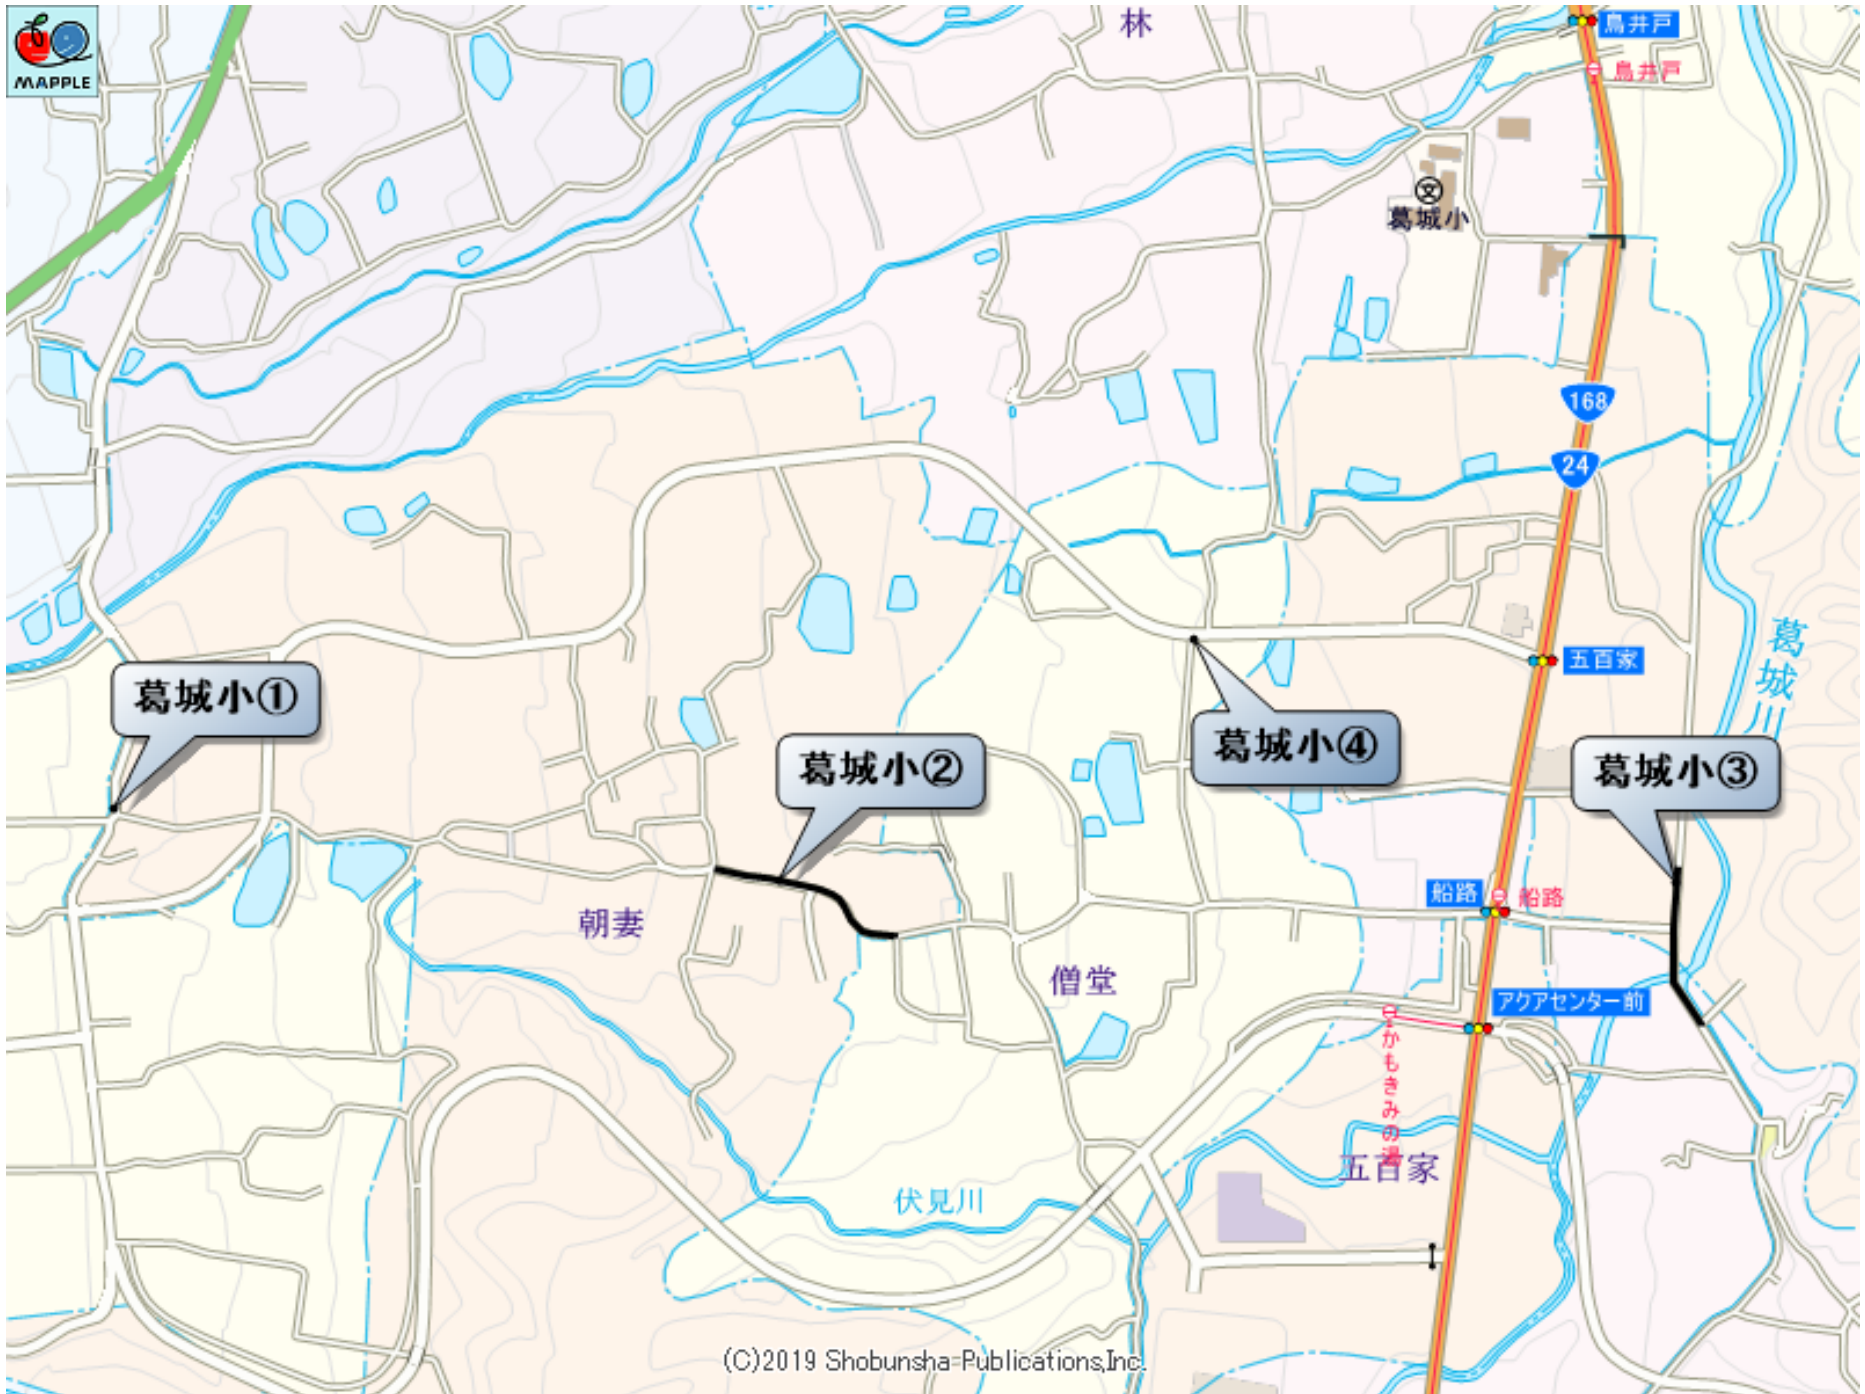 林
鳥井戸
鳥井戸
MAPPLE
文
葛城小
168
24
葛城川
五百家
葛城小①
葛城小②
葛城小④
葛城小③
船路
船路
朝妻
僧堂
アクアセンター前
かもきみの湯
五百家
伏見川
(C)2019 Shobunsha Publications,Inc.